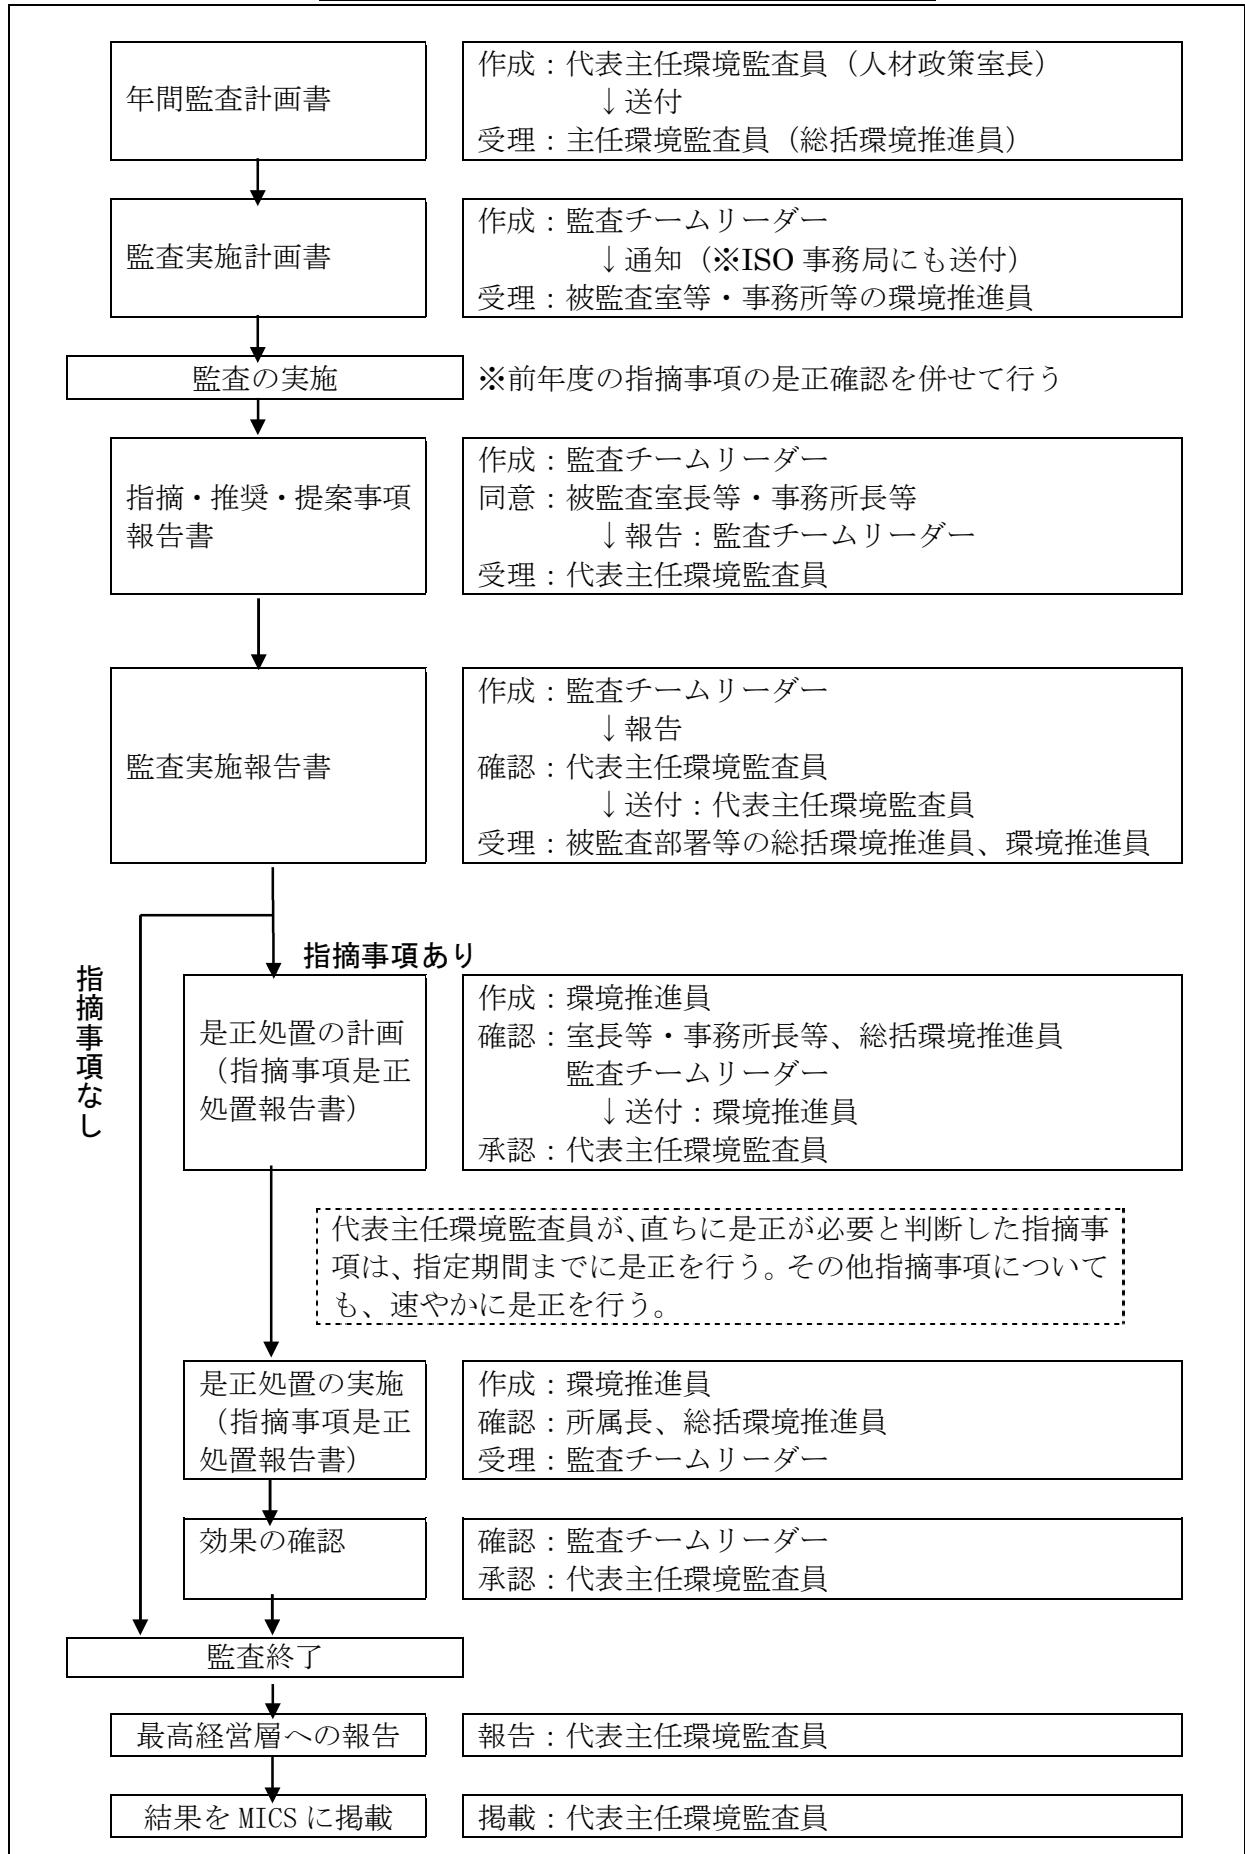 年間監査計画書
作成：代表主任環境監査員（人材政策室長）
↓送付
受理：主任環境監査員（総括環境推進員）
監査実施計画書
作成：監査チームリーダー
↓通知（※ISO 事務局にも送付）
受理：被監査室等・事務所等の環境推進員
監査の実施
※前年度の指摘事項の是正確認を併せて行う
指摘・推奨・提案事項
報告書
作成：監査チームリーダー
同意：被監査室長等・事務所長等
↓報告：監査チームリーダー
受理：代表主任環境監査員
監査実施報告書
作成：監査チームリーダー
↓報告
確認：代表主任環境監査員
↓送付：代表主任環境監査員
受理：被監査部署等の総括環境推進員、環境推進員
指摘事項なし
指摘事項あり
是正処置の計画
（指摘事項是正
処置報告書）
作成：環境推進員
確認：室長等・事務所長等、総括環境推進員
監査チームリーダー
↓送付：環境推進員
承認：代表主任環境監査員
代表主任環境監査員が、直ちに是正が必要と判断した指摘事
項は、指定期間までに是正を行う。その他指摘事項について
も、速やかに是正を行う。
是正処置の実施
（指摘事項是正
処置報告書）
作成：環境推進員
確認：所属長、総括環境推進員
受理：監査チームリーダー
効果の確認
確認：監査チームリーダー
承認：代表主任環境監査員
監査終了
最高経営層への報告
報告：代表主任環境監査員
結果を MICS に掲載
掲載：代表主任環境監査員